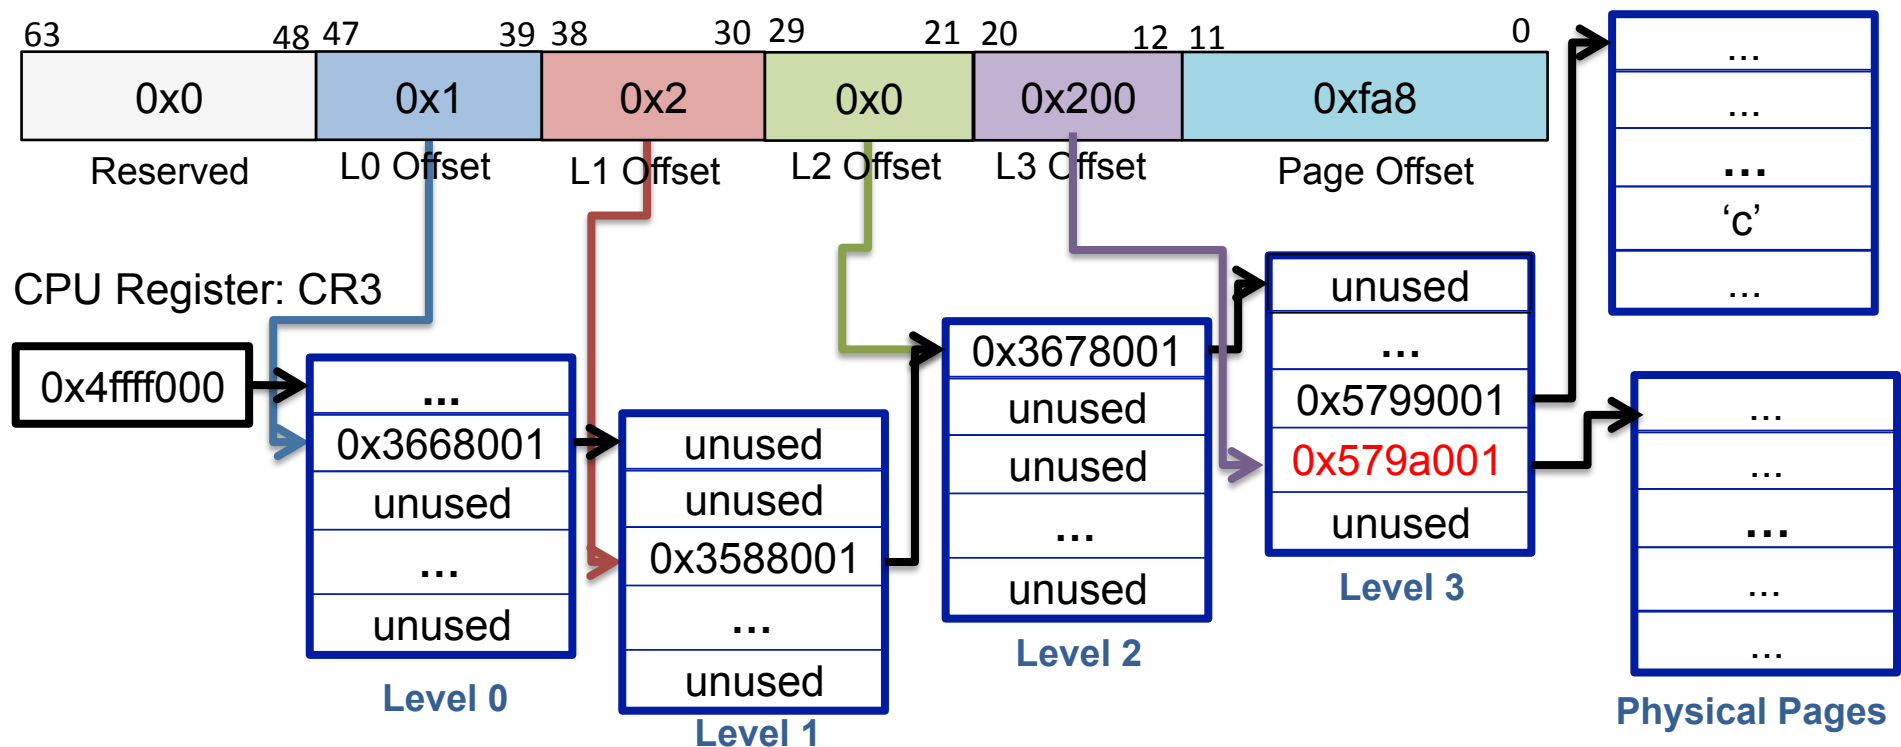 63 48 47 39 38 30 29 21 20 12 11 0
0x0 0x1 0x2 0x0 0x200 0xfa8
Reserved L0 Offset L1 Offset L2 Offset L3 Offset Page Offset
CPU Register: CR3
0x4ffff000
...
0x3668001
unused
...
unused
Level 0
unused
unused
0x3588001
...
unused
Level 1
0x3678001
unused
unused
...
unused
Level 2
unused
...
0x5799001
0x579a001
unused
Level 3
...
...
...
‘c’
...
...
...
...
...
...
Physical Pages